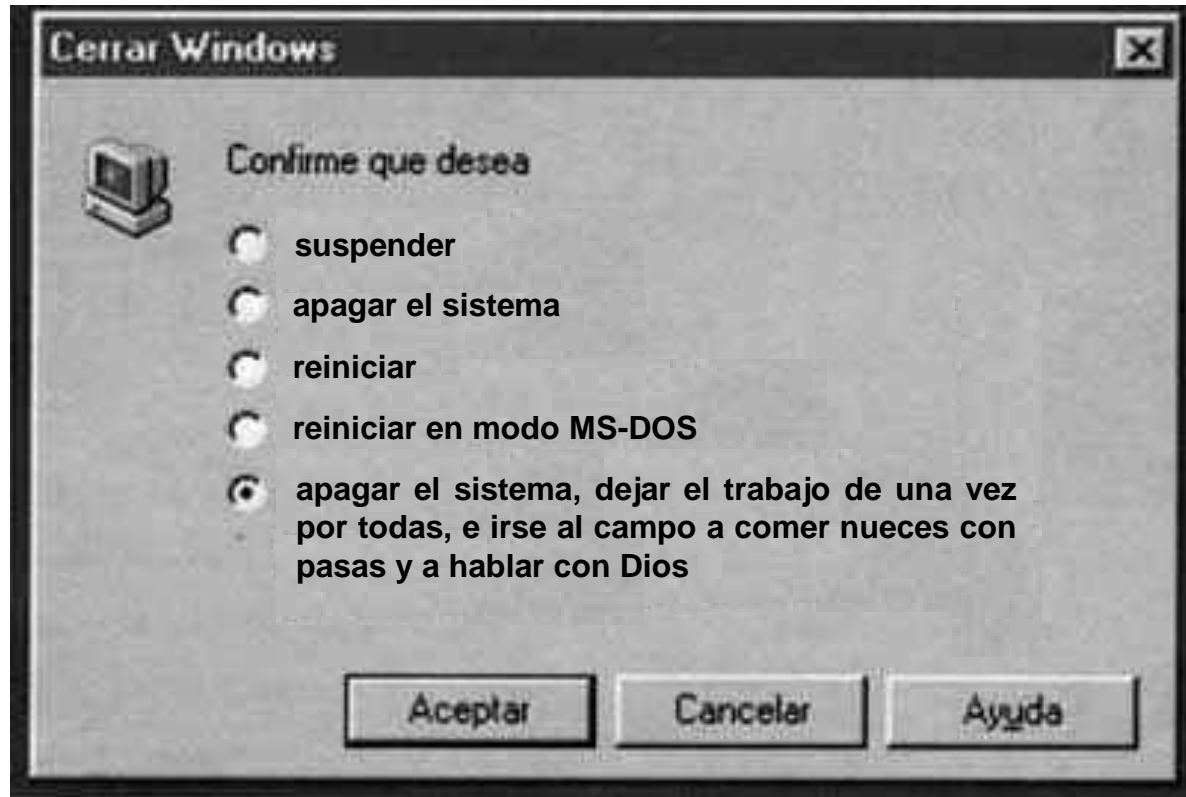 Cerrar Windows
Confirme que desea
suspender
apagar el sistema
reiniciar
reiniciar en modo MS-DOS
apagar el sistema, dejar el trabajo de una vez
por todas, e irse al campo a comer nueces con
pasas y a hablar con Dios
Aceptar Cancelar Ayuda